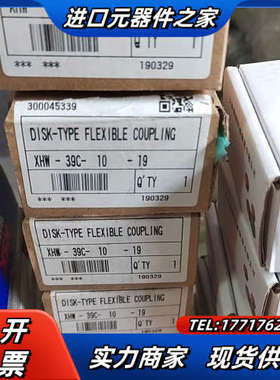 进口元器件之家
190329
300045339
DISK-TYPE FLEXIBLE COUPLING
XHW - 39C- 10 - 19
Q'TY 1
*** *** 190329
DISK-TYPE FLEXIBLE COUPLING
XHW - 39C- 10 - 19
Q'TY 1
*** *** 190329
DISK-TYPE FLEXIBLE COUPLING
XHW - 39C- 10 - 19
可开
票
TEL:1771762
实力商家 现货供